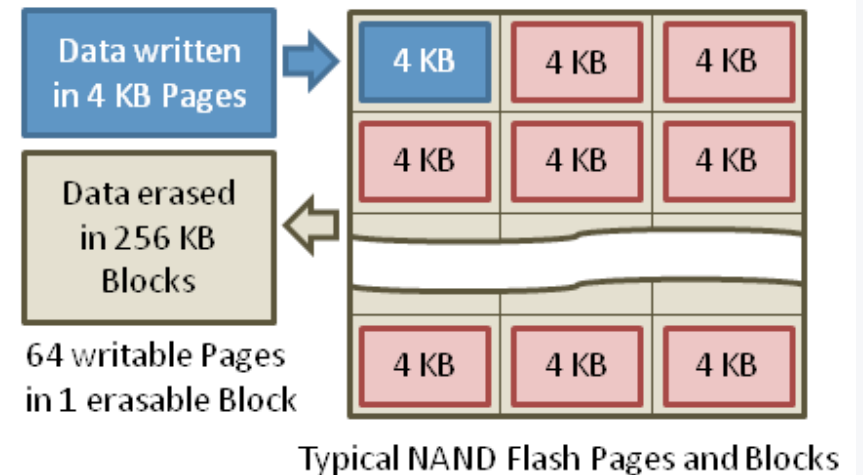 Data written
in 4 KB Pages
4 KB
4 KB
4 KB
4 KB
4 KB
4 KB
Data erased
in 256 KB
Blocks
64 writable Pages
in 1 erasable Block
4 KB
4 KB
4 KB
Typical NAND Flash Pages and Blocks